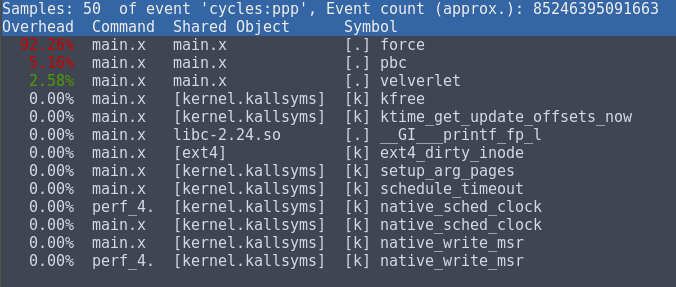 Samples: 50  of event 'cycles:ppp', Event count (approx.): 85246395091663
Overhead  Command  Shared Object      Symbol
  92.26%  main.x   main.x             [.] force
   5.16%  main.x   main.x             [.] pbc
   2.58%  main.x   main.x             [.] velverlet
   0.00%  main.x   [kernel.kallsyms]  [k] kfree
   0.00%  main.x   [kernel.kallsyms]  [k] ktime_get_update_offsets_now
   0.00%  main.x   libc-2.24.so       [.] __GI___printf_fp_l
   0.00%  main.x   [ext4]             [k] ext4_dirty_inode
   0.00%  main.x   [kernel.kallsyms]  [k] setup_arg_pages
   0.00%  main.x   [kernel.kallsyms]  [k] schedule_timeout
   0.00%  perf_4.  [kernel.kallsyms]  [k] native_sched_clock
   0.00%  main.x   [kernel.kallsyms]  [k] native_sched_clock
   0.00%  main.x   [kernel.kallsyms]  [k] native_write_msr
   0.00%  perf_4.  [kernel.kallsyms]  [k] native_write_msr